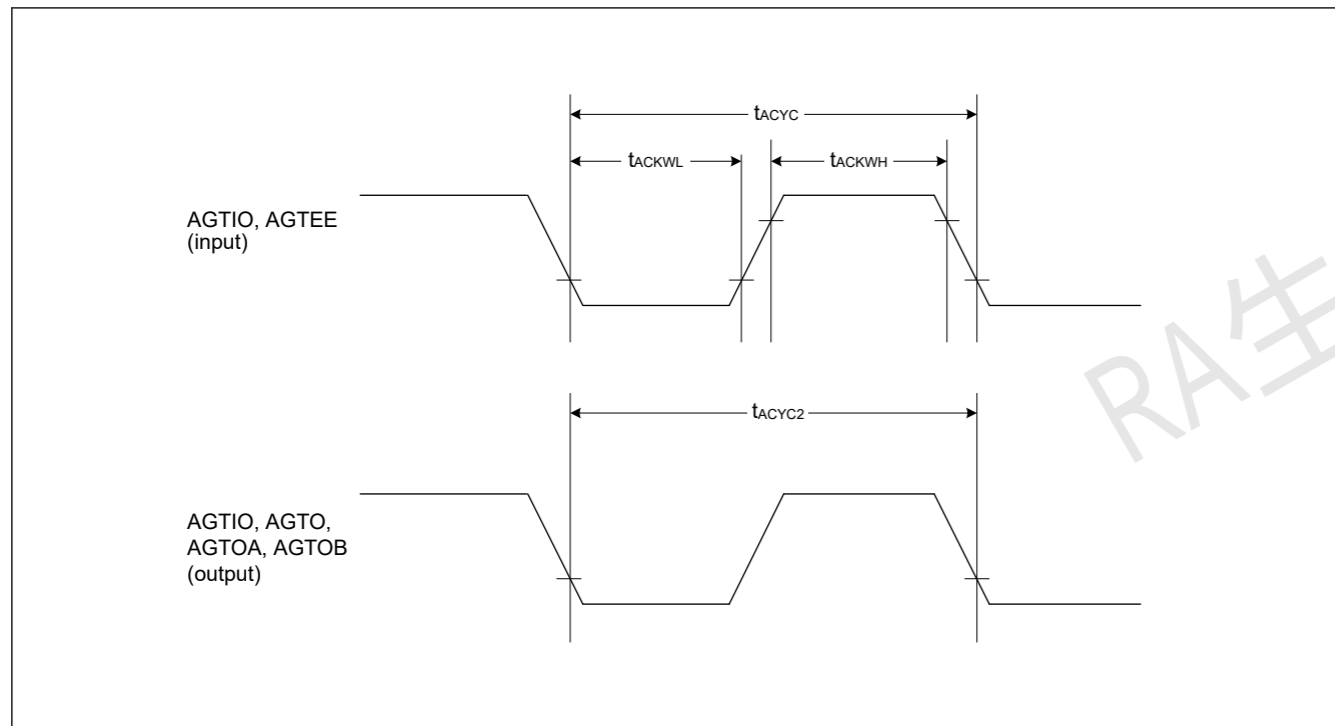 tACYC
tACKWL
tACKWH
AGTIO, AGTEE
(input)
tACYC2
AGTIO, AGTO,
AGTOA, AGTOB
(output)
RA生